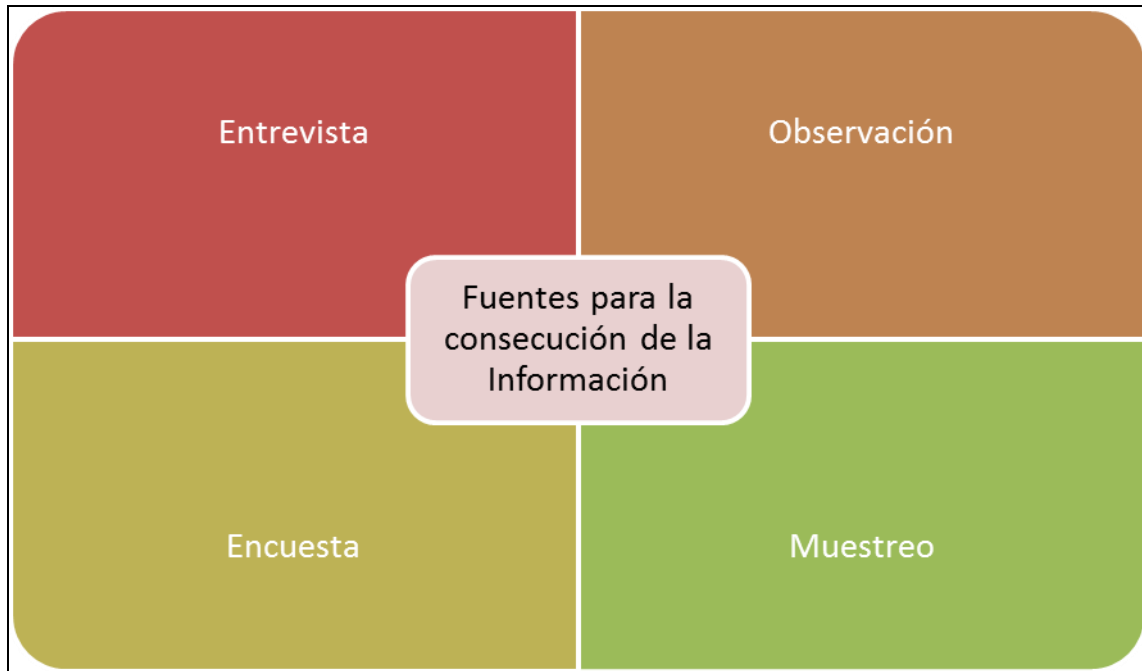 Entrevista
Observación
Fuentes para la
consecución de la
Información
Encuesta
Muestreo